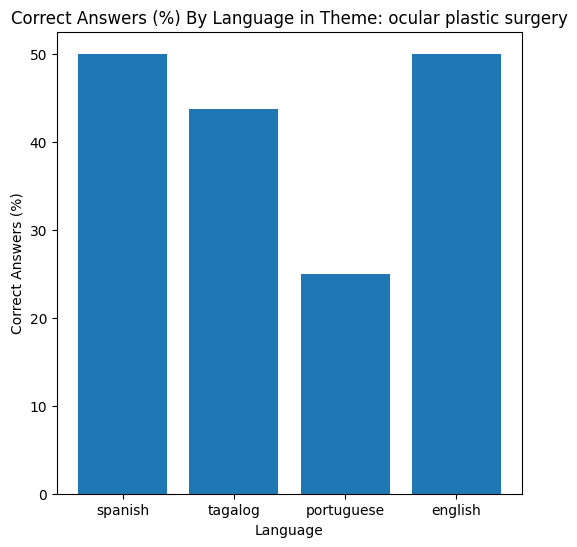 Correct Answers (%) By Language in Theme: ocular plastic surgery
Correct Answers (%)
50
40
30
20
10
0
spanish tagalog portuguese english
Language